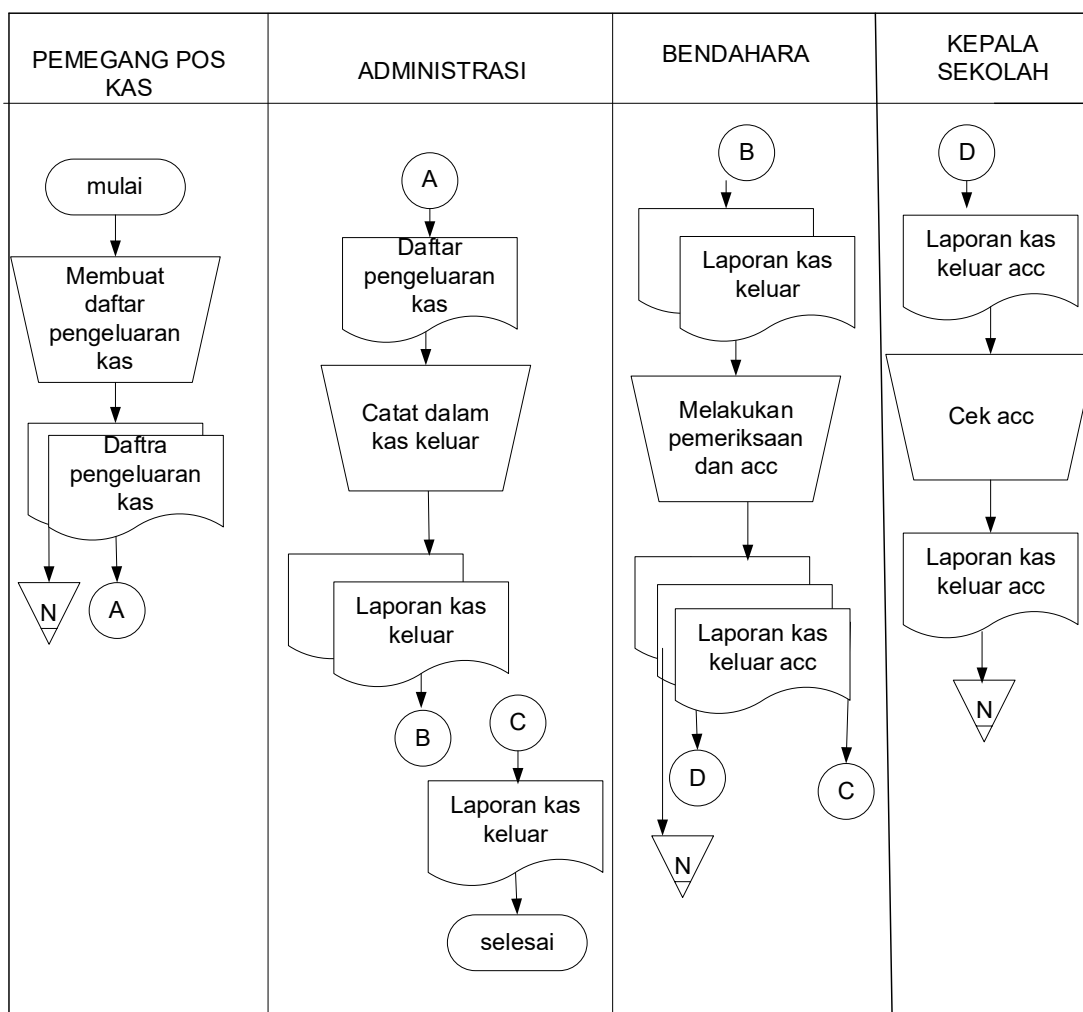 PEMEGANG POS
KAS
ADMINISTRASI
BENDAHARA
KEPALA
SEKOLAH
mulai
Membuat
daftar
pengeluaran
kas
Daftra
pengeluaran
kas
N
A
A
Daftar
pengeluaran
kas
Catat dalam
kas keluar
Laporan kas
keluar
B
C
Laporan kas
keluar
selesai
B
Laporan kas
keluar
Melakukan
pemeriksaan
dan acc
Laporan kas
keluar acc
D
C
N
D
Laporan kas
keluar acc
Cek acc
Laporan kas
keluar acc
N